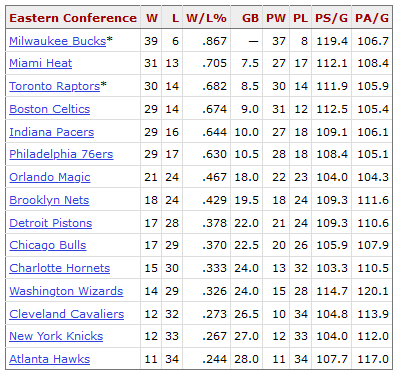 Eastern Conference W L W/L% GB PW PL PS/G PA/G
Milwaukee Bucks* 39 6 .867 — 37 8 119.4 106.7
Miami Heat 31 13 .705 7.5 27 17 112.1 108.4
Toronto Raptors* 30 14 .682 8.5 30 14 111.9 105.9
Boston Celtics 29 14 .674 9.0 31 12 112.5 105.4
Indiana Pacers 29 16 .644 10.0 27 18 109.1 106.1
Philadelphia 76ers 29 17 .630 10.5 28 18 108.4 105.1
Orlando Magic 21 24 .467 18.0 22 23 104.0 104.3
Brooklyn Nets 18 24 .429 19.5 18 24 109.3 111.6
Detroit Pistons 17 28 .378 22.0 21 24 109.3 110.6
Chicago Bulls 17 29 .370 22.5 20 26 105.9 107.9
Charlotte Hornets 15 30 .333 24.0 13 32 103.3 110.5
Washington Wizards 14 29 .326 24.0 15 28 114.7 120.1
Cleveland Cavaliers 12 32 .273 26.5 10 34 104.8 113.9
New York Knicks 12 33 .267 27.0 12 33 104.0 112.0
Atlanta Hawks 11 34 .244 28.0 11 34 107.7 117.0